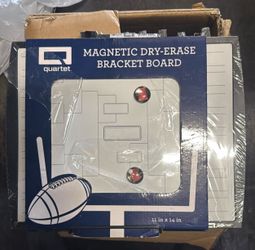 quartet
MAGNETIC DRY-ERASE
BRACKET BOARD
11 in x 14 in